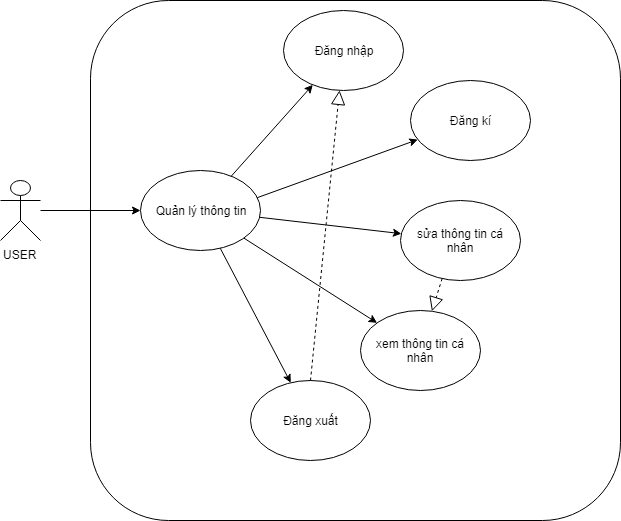 Đăng nhập
Đăng kí
Quản lý thông tin
sửa thông tin cá
nhân
USER
xem thông tin cá
nhân
Đăng xuất